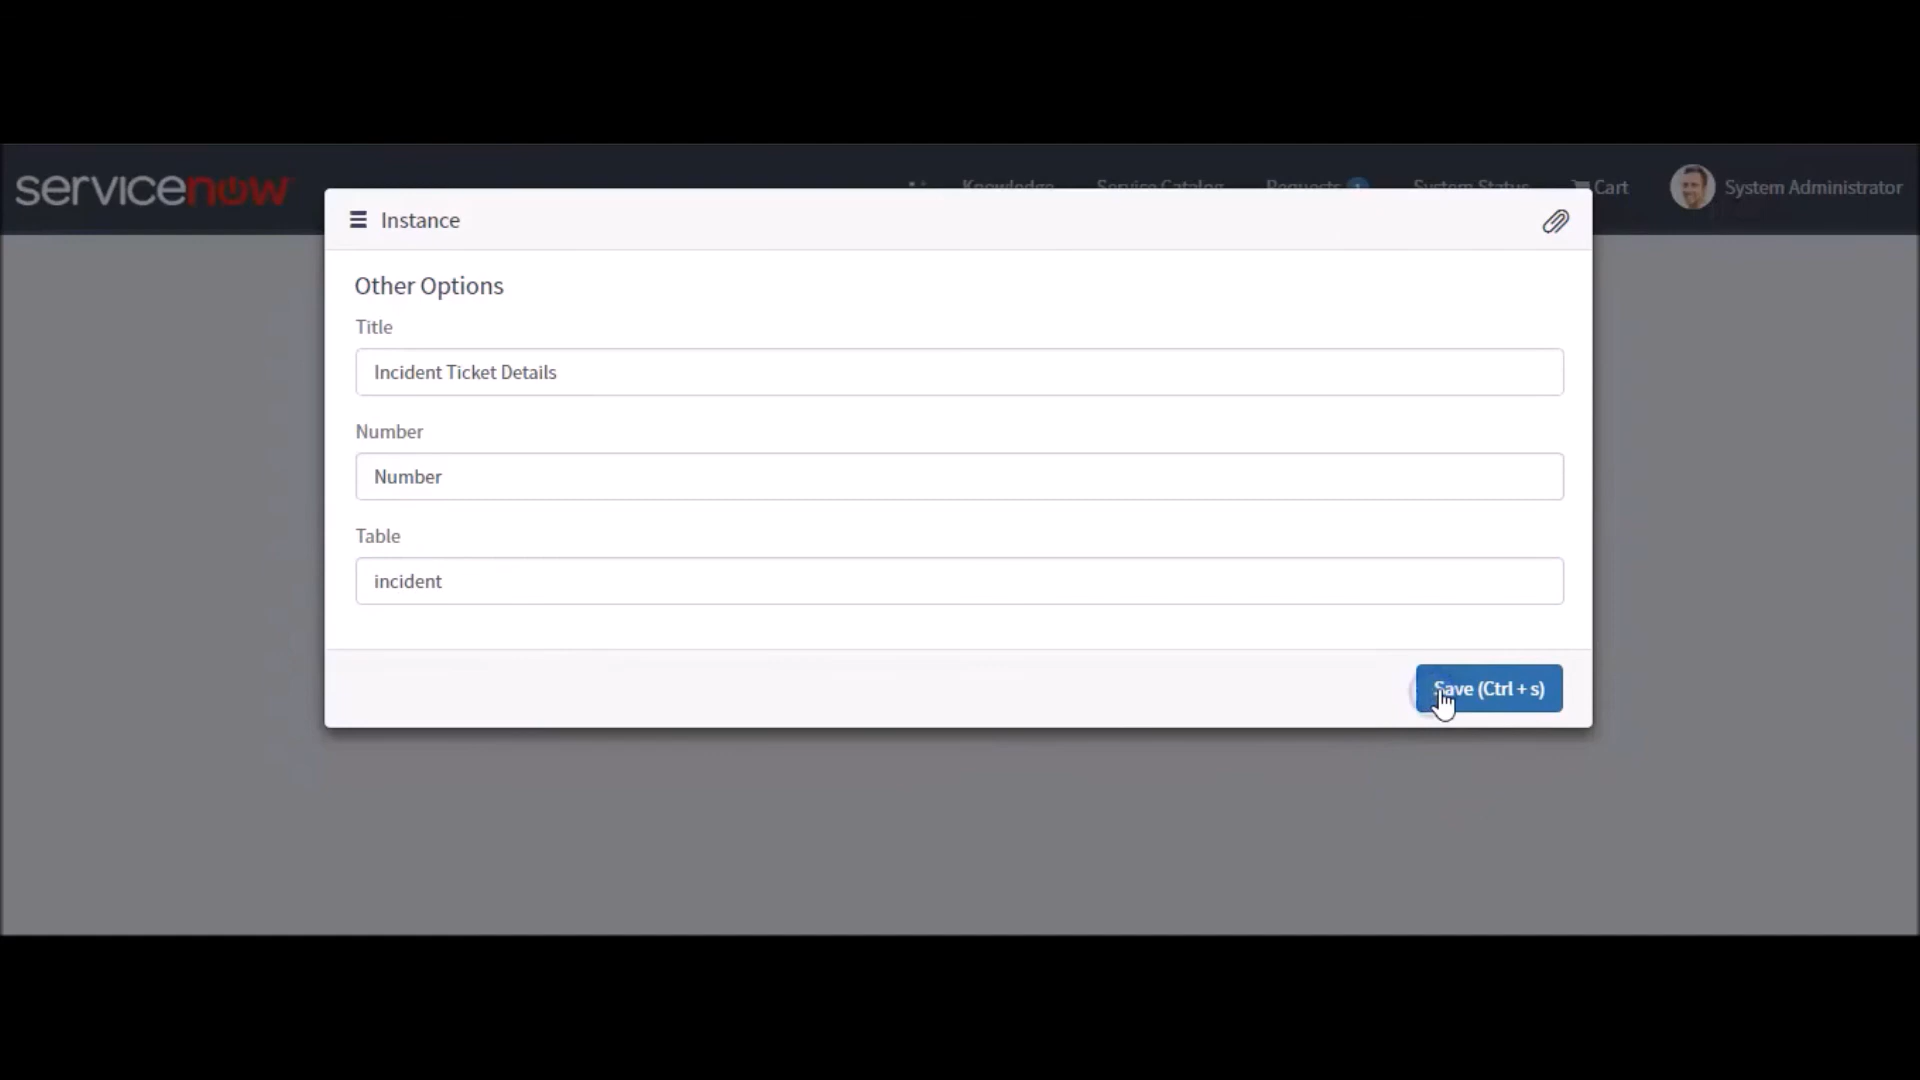 servicenow
Knowledge Service Catalog Requests 1 System Status Cart System Administrator
Instance
Other Options
Title
Incident Ticket Details
Number
Number
Table
incident
Save (Ctrl + s)